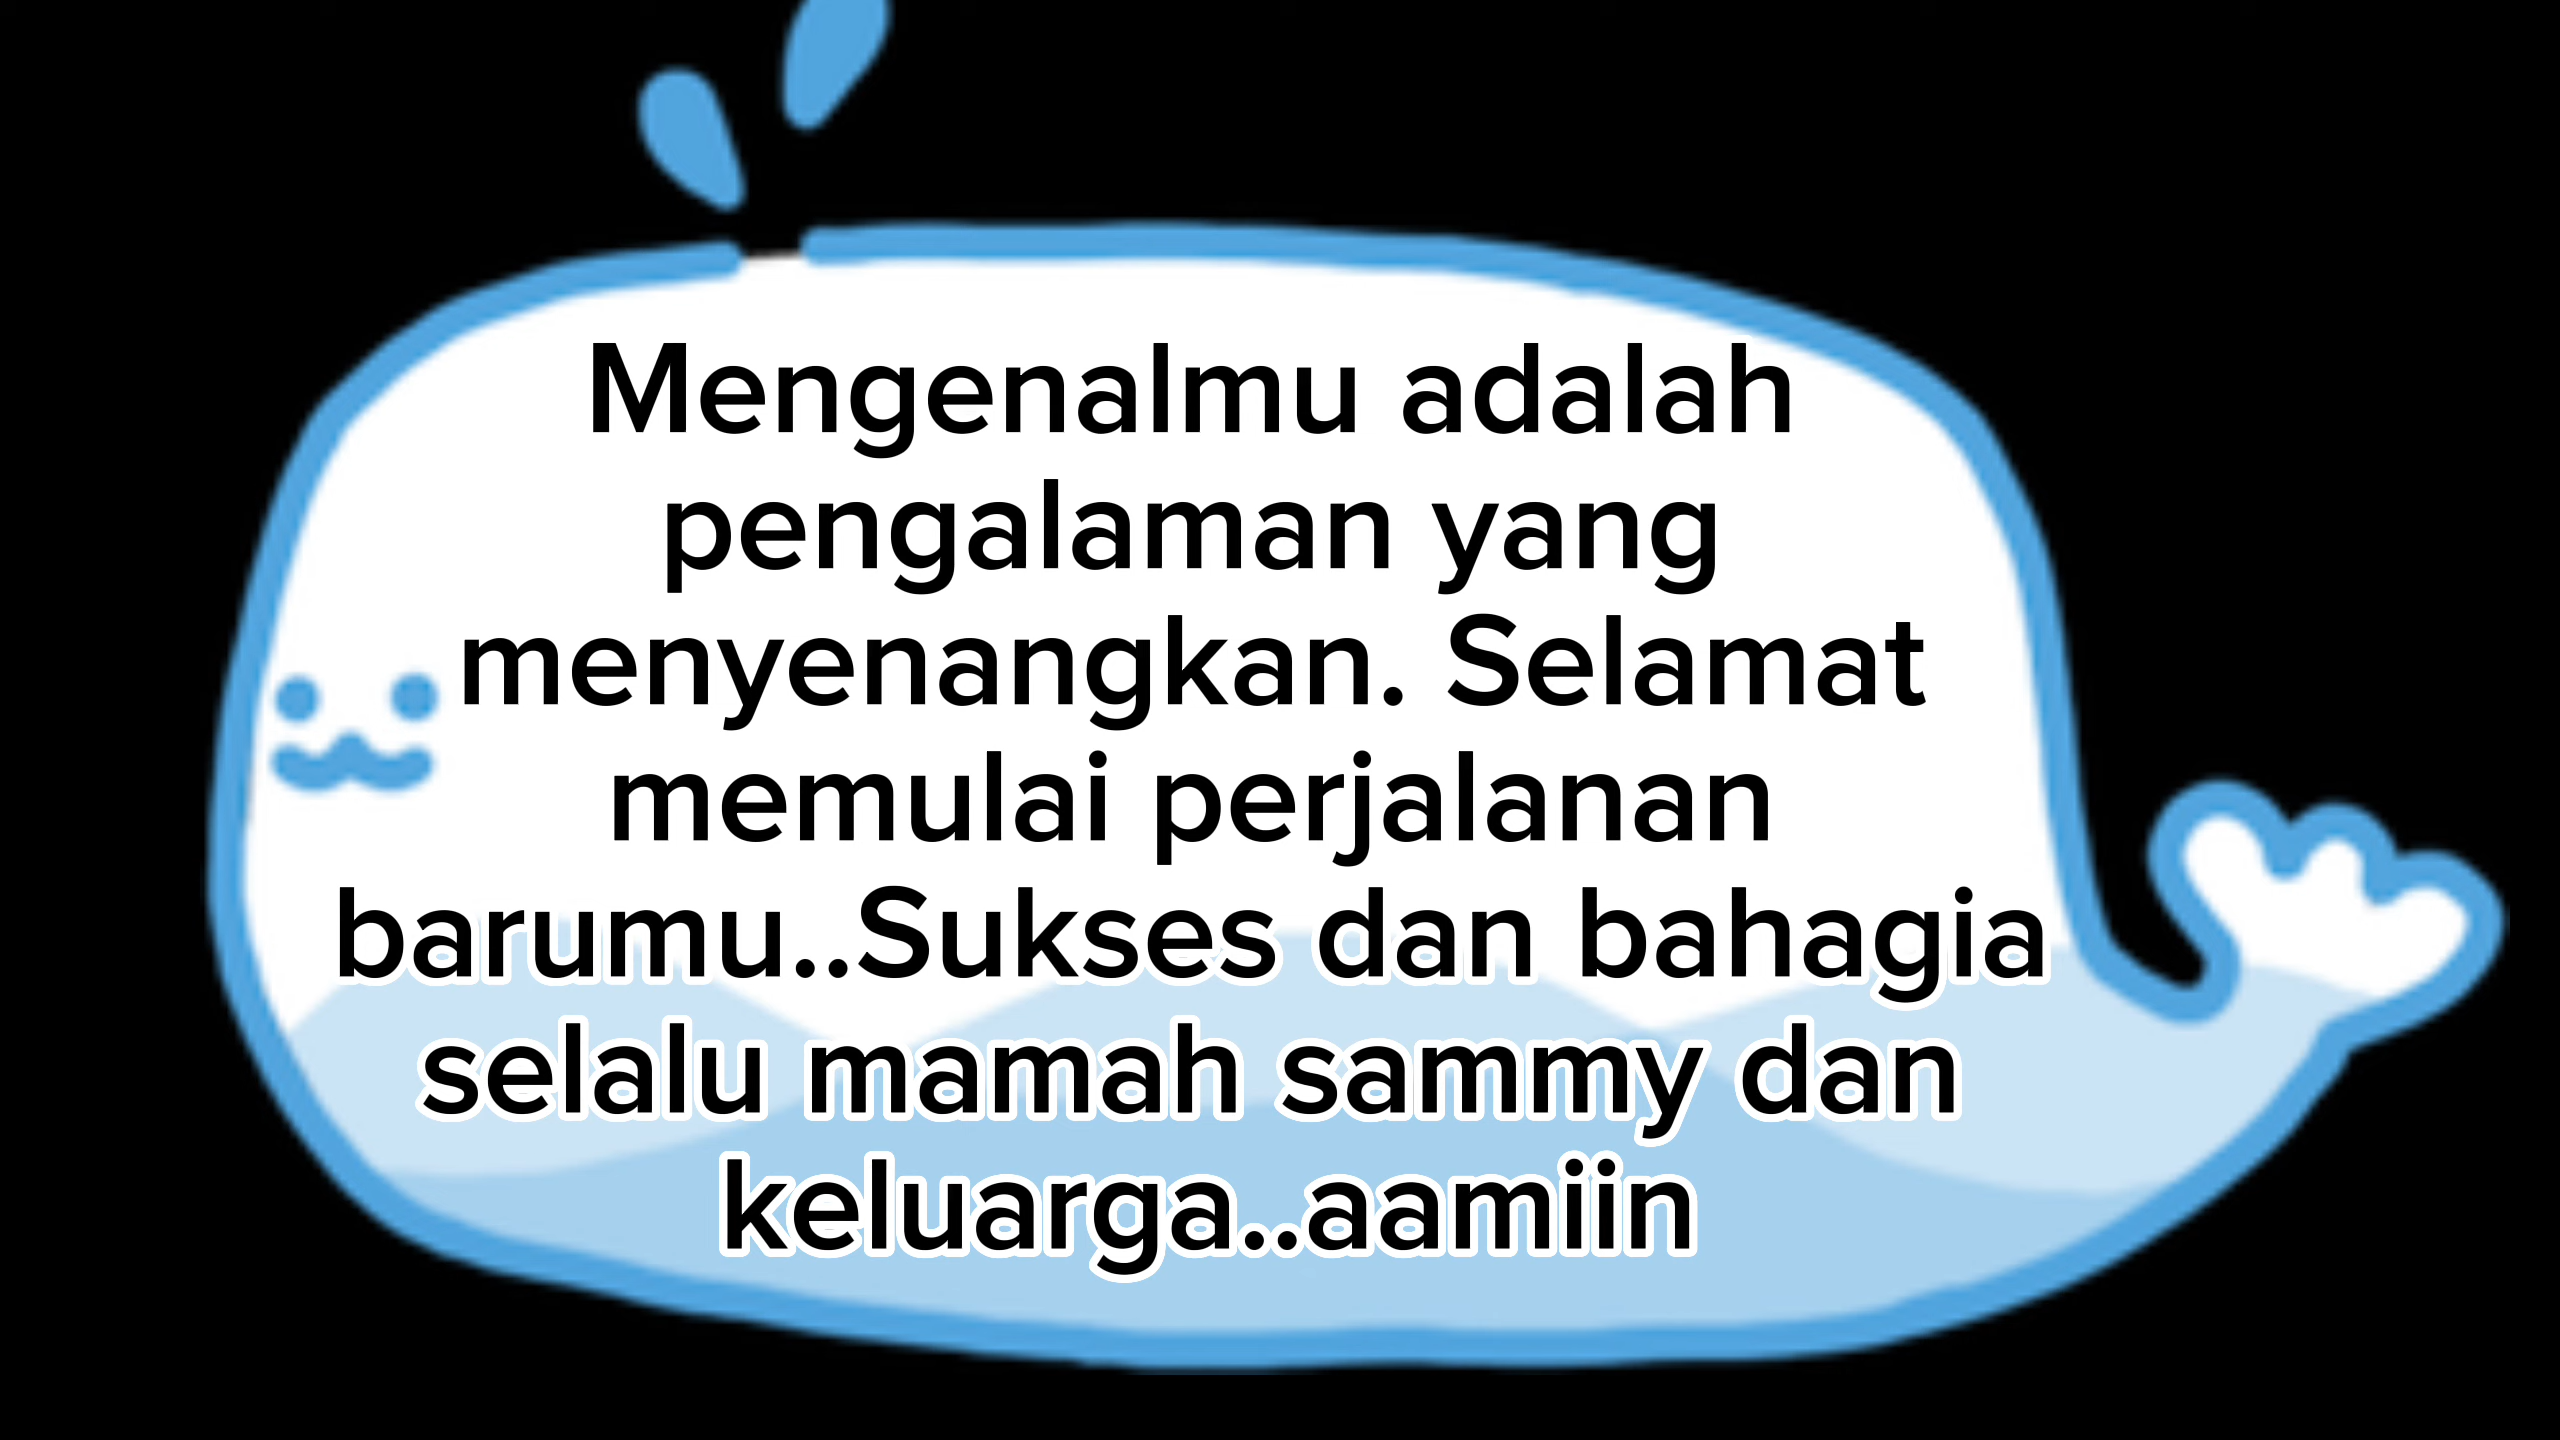 Mengenalmu adalah
pengalaman yang
menyenangkan. Selamat
memulai perjalanan
barumu..Sukses dan bahagia
selalu mamah sammy dan
keluarga..aamiin